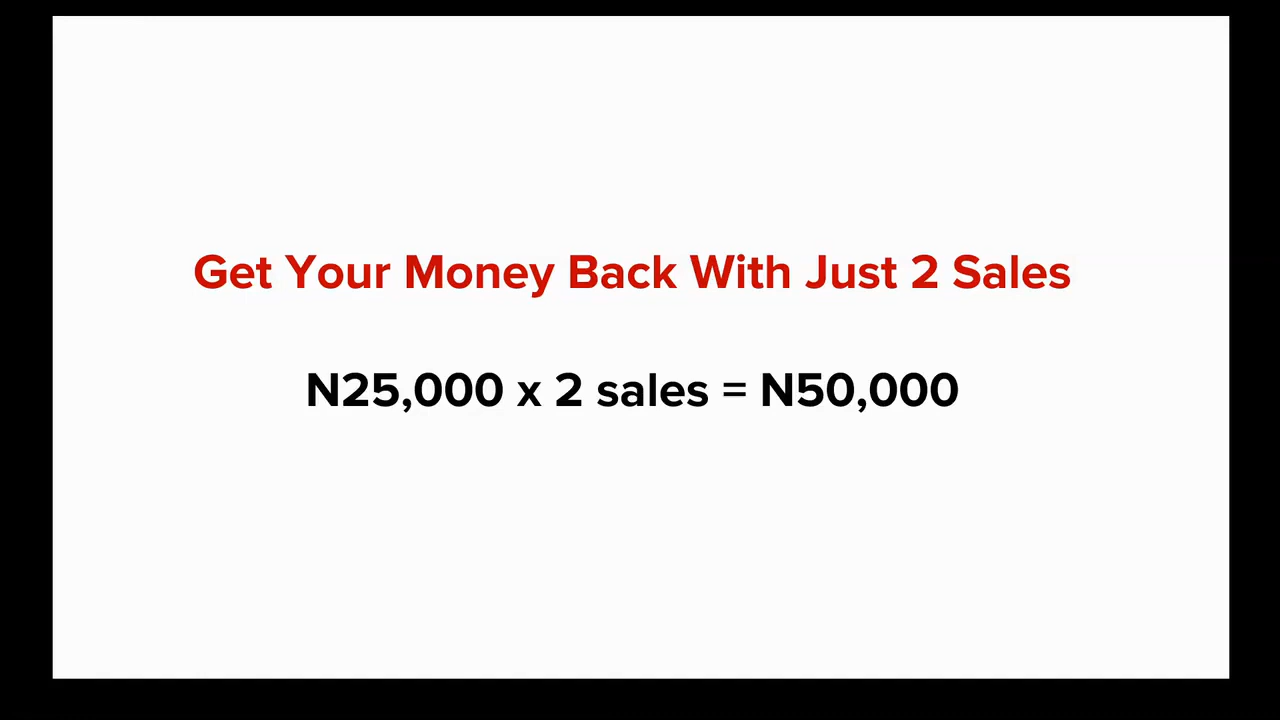 Get Your Money Back With Just 2 Sales
N25,000 x 2 sales = N50,000